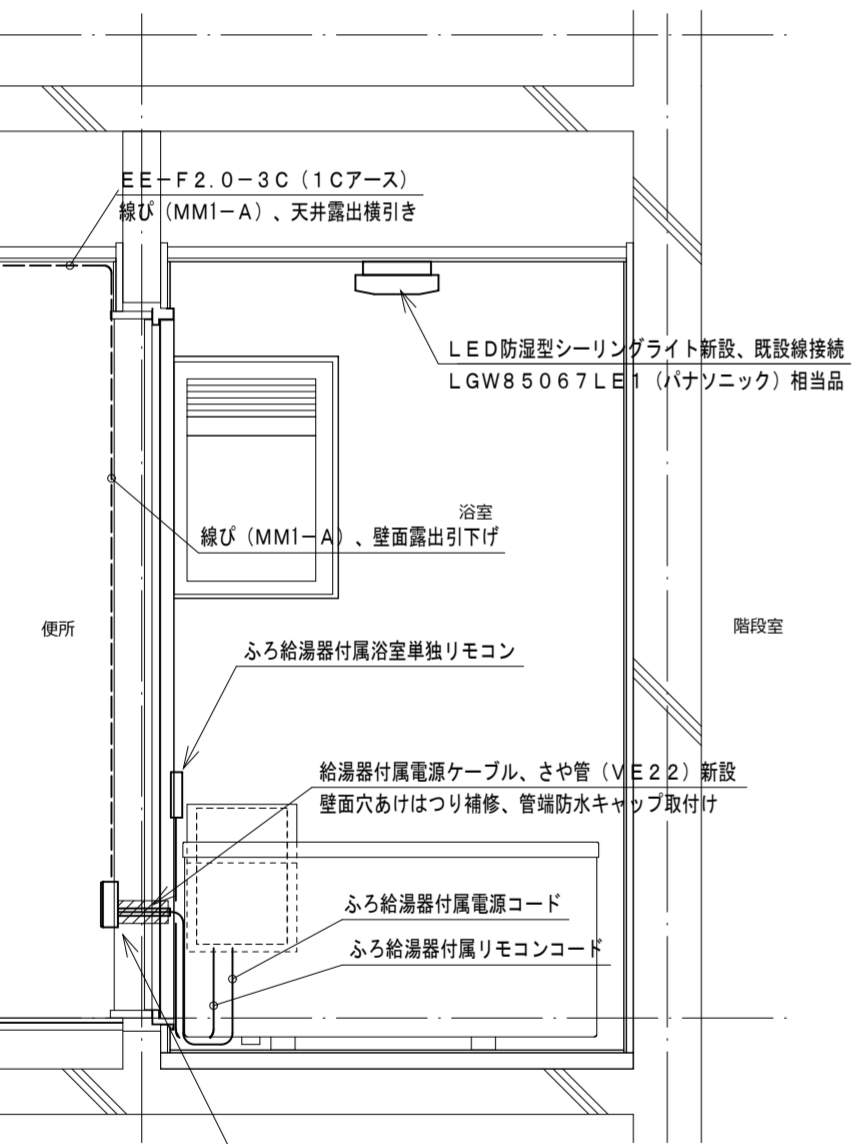 EE-F2.0-3C(1Cアース)
線ぴ(MM1-A)、天井露出横引き
LED防湿型シーリングライト新設、既設線接続
LGW85067LE1(パナソニック)相当品
浴室
線ぴ(MM1-A)、壁面露出引下げ
便所
階段室
ふろ給湯器付属浴室単独リモコン
給湯器付属電源ケーブル、さや管(VE22)新設
壁面穴あけはつり補修、管端防水キャップ取付け
ふろ給湯器付属電源コード
ふろ給湯器付属リモコンコード